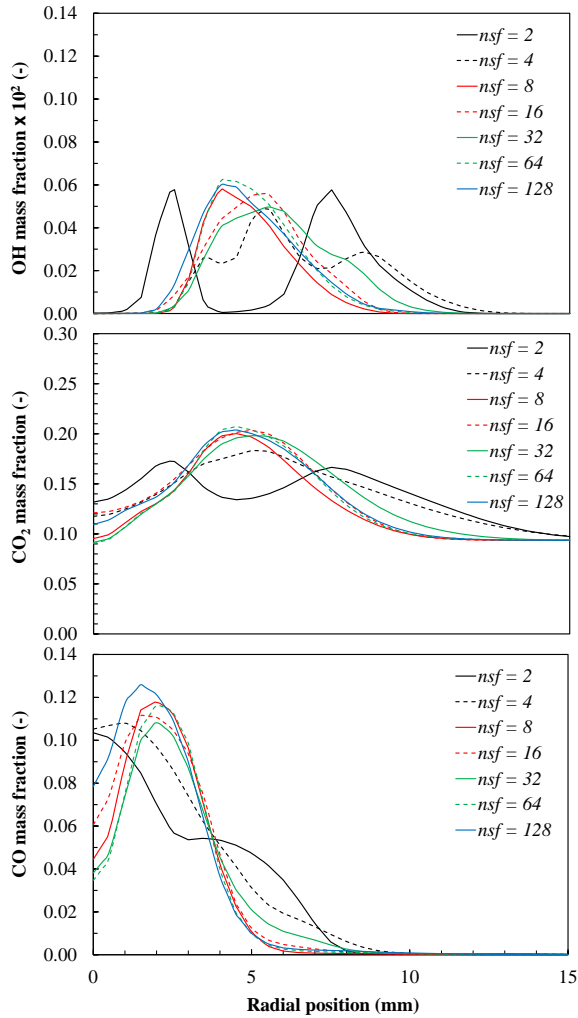 0.14
0.12
0.10
0.08
0.06
0.04
0.02
0.00
OH mass fraction x 10² (-)
nsf = 2
nsf = 4
nsf = 8
nsf = 16
nsf = 32
nsf = 64
nsf = 128
0.30
0.25
0.20
0.15
0.10
0.05
0.00
CO₂ mass fraction (-)
nsf = 2
nsf = 4
nsf = 8
nsf = 16
nsf = 32
nsf = 64
nsf = 128
0.14
0.12
0.10
0.08
0.06
0.04
0.02
0.00
CO mass fraction (-)
nsf = 2
nsf = 4
nsf = 8
nsf = 16
nsf = 32
nsf = 64
nsf = 128
0 5 10 15
Radial position (mm)